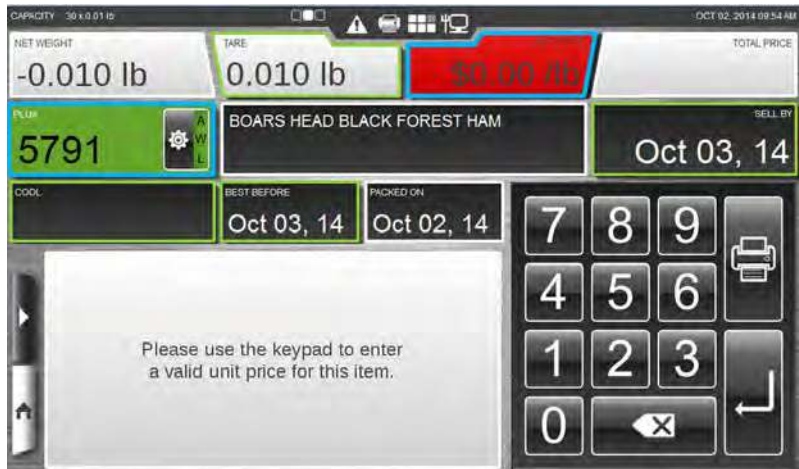 CAPACITY 30 x 0.01 lb
OCT 02, 2014 09:54 AM
NET WEIGHT
-0.010 lb
TARE
0.010 lb
$0.00 /lb
TOTAL PRICE
PLU#
5791
A
W
L
BOARS HEAD BLACK FOREST HAM
SELL BY
Oct 03, 14
COOL
BEST BEFORE
Oct 03, 14
PACKED ON
Oct 02, 14
Please use the keypad to enter
a valid unit price for this item.
7 8 9
4 5 6
1 2 3
0